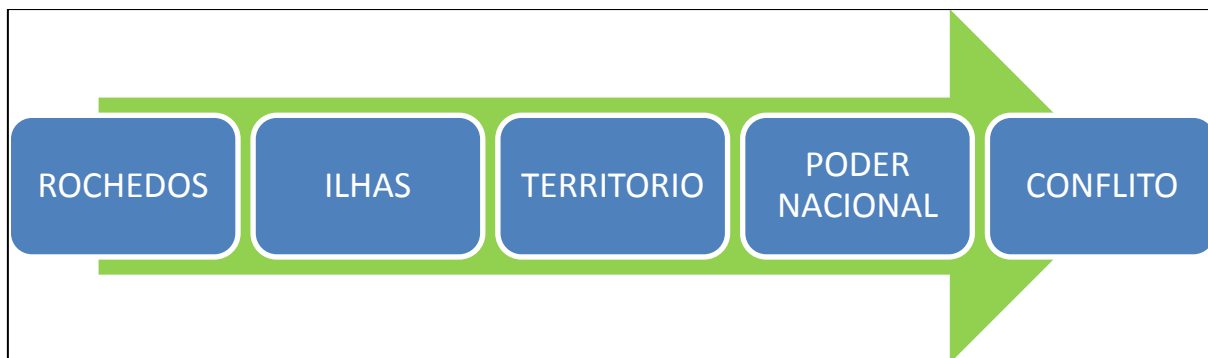 ROCHEDOS
ILHAS
TERRITORIO
PODER
NACIONAL
CONFLITO